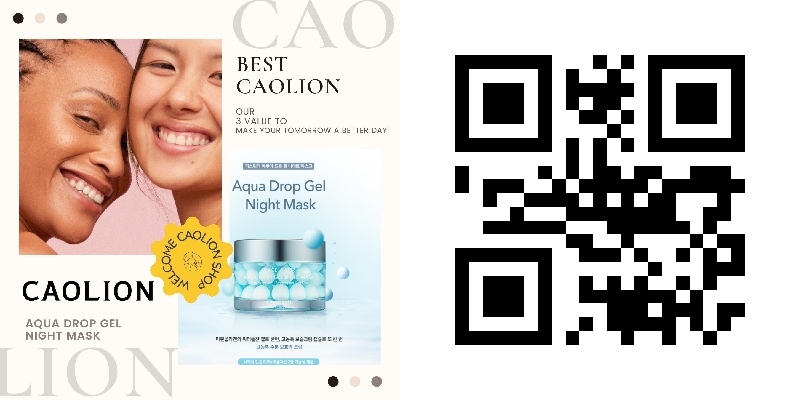 CAO
BEST
CAOLION
OUR
3 VALUE TO
MAKE YOUR TOMORROW A BETTER DAY
Aqua Drop Gel
Night Mask
WELCOME CAOLION SHOP
CAOLION
AQUA DROP GEL
NIGHT MASK
LION